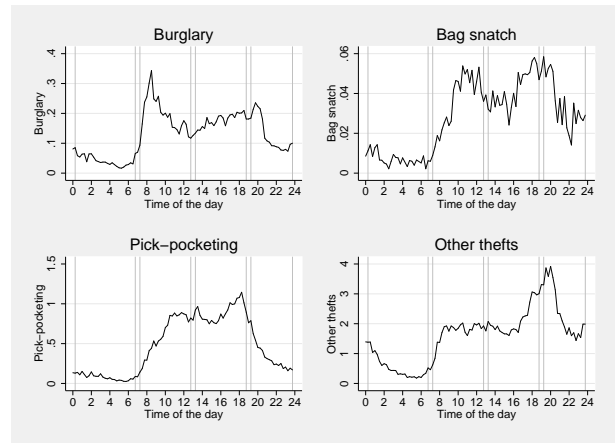 Burglary
Burglary
0 .1 .2 .3 .4
0 2 4 6 8 10 12 14 16 18 20 22 24
Time of the day
Bag snatch
Bag snatch
0 .02 .04 .06
0 2 4 6 8 10 12 14 16 18 20 22 24
Time of the day
Pick−pocketing
Pick−pocketing
0 .5 1 1.5
0 2 4 6 8 10 12 14 16 18 20 22 24
Time of the day
Other thefts
Other thefts
0 1 2 3 4
0 2 4 6 8 10 12 14 16 18 20 22 24
Time of the day